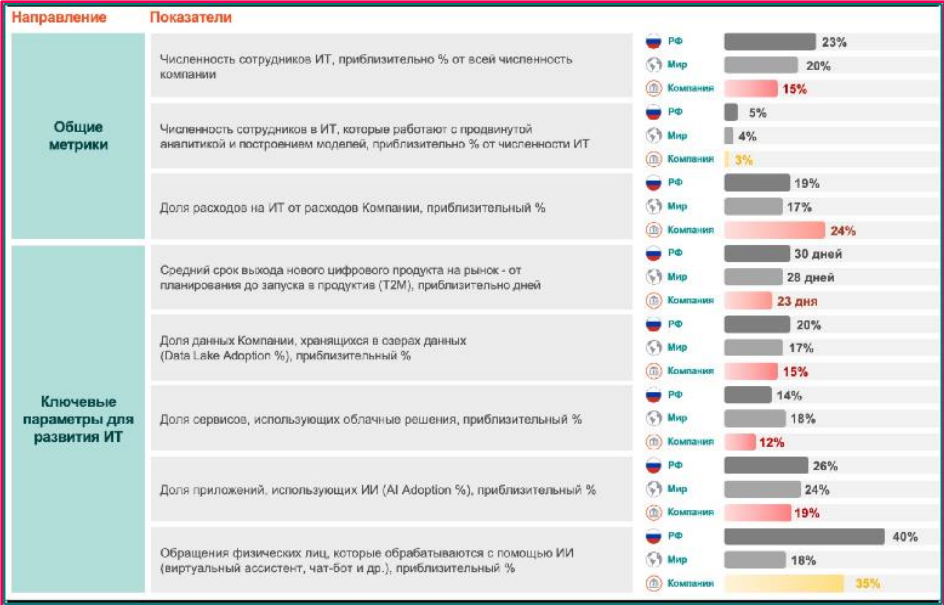 Направление Показатели
Общие
метрики
Численность сотрудников ИТ, приблизительно % от всей численность
компании
РФ 23%
Мир 20%
Компания 15%
Численность сотрудников в ИТ, которые работают с продвинутой
аналитикой и построением моделей, приблизительно % от численности ИТ
РФ 5%
Мир 4%
Компания 3%
Доля расходов на ИТ от расходов Компании, приблизительный %
РФ 19%
Мир 17%
Компания 24%
Ключевые
параметры для
развития ИТ
Средний срок выхода нового цифрового продукта на рынок - от
планирования до запуска в продуктив (T2M), приблизительно дней
РФ 30 дней
Мир 28 дней
Компания 23 дня
Доля данных Компании, хранящихся в озерах данных
(Data Lake Adoption %), приблизительный %
РФ 20%
Мир 17%
Компания 15%
Доля сервисов, использующих облачные решения, приблизительный %
РФ 14%
Мир 18%
Компания 12%
Доля приложений, использующих ИИ (AI Adoption %), приблизительный %
РФ 26%
Мир 24%
Компания 19%
Обращения физических лиц, которые обрабатываются с помощью ИИ
(виртуальный ассистент, чат-бот и др.), приблизительный %
РФ 40%
Мир 18%
Компания 35%